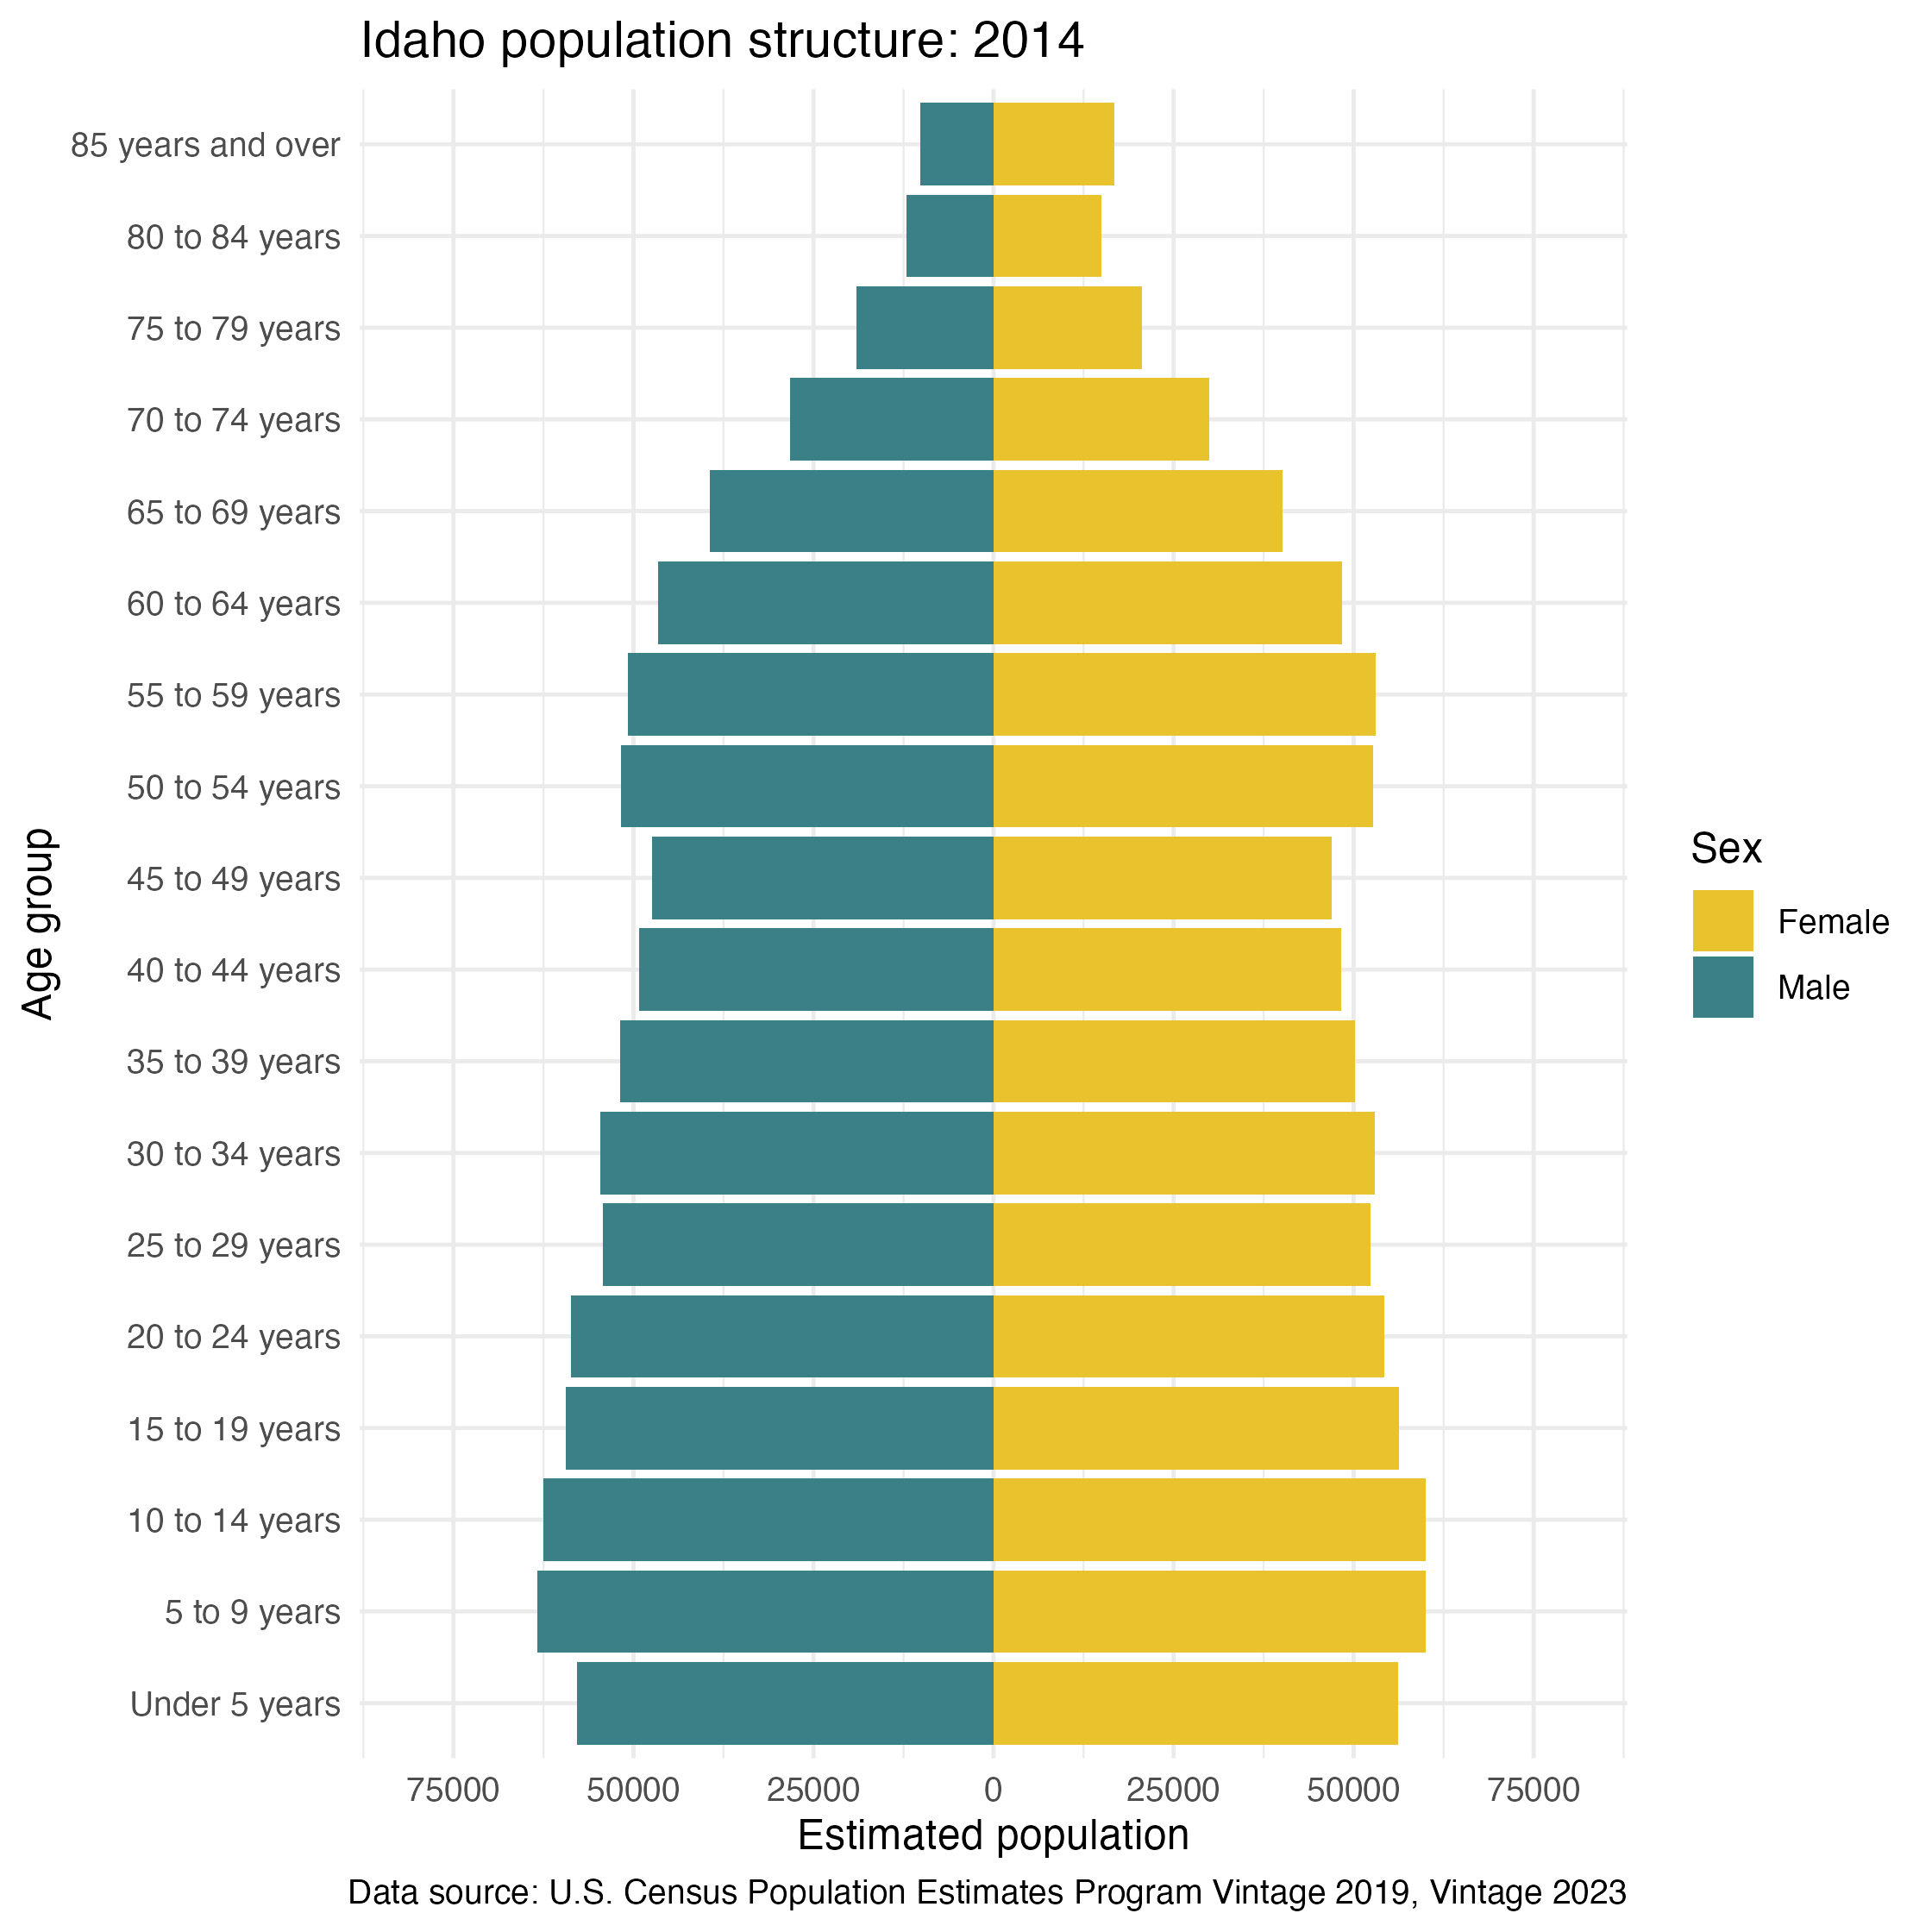 Idaho population structure: 2014
85 years and over
80 to 84 years
75 to 79 years
70 to 74 years
65 to 69 years
60 to 64 years
55 to 59 years
50 to 54 years
45 to 49 years
40 to 44 years
35 to 39 years
30 to 34 years
25 to 29 years
20 to 24 years
15 to 19 years
10 to 14 years
5 to 9 years
Under 5 years
Age group
75000 50000 25000 0 25000 50000 75000
Estimated population
Sex
Female
Male
Data source: U.S. Census Population Estimates Program Vintage 2019, Vintage 2023